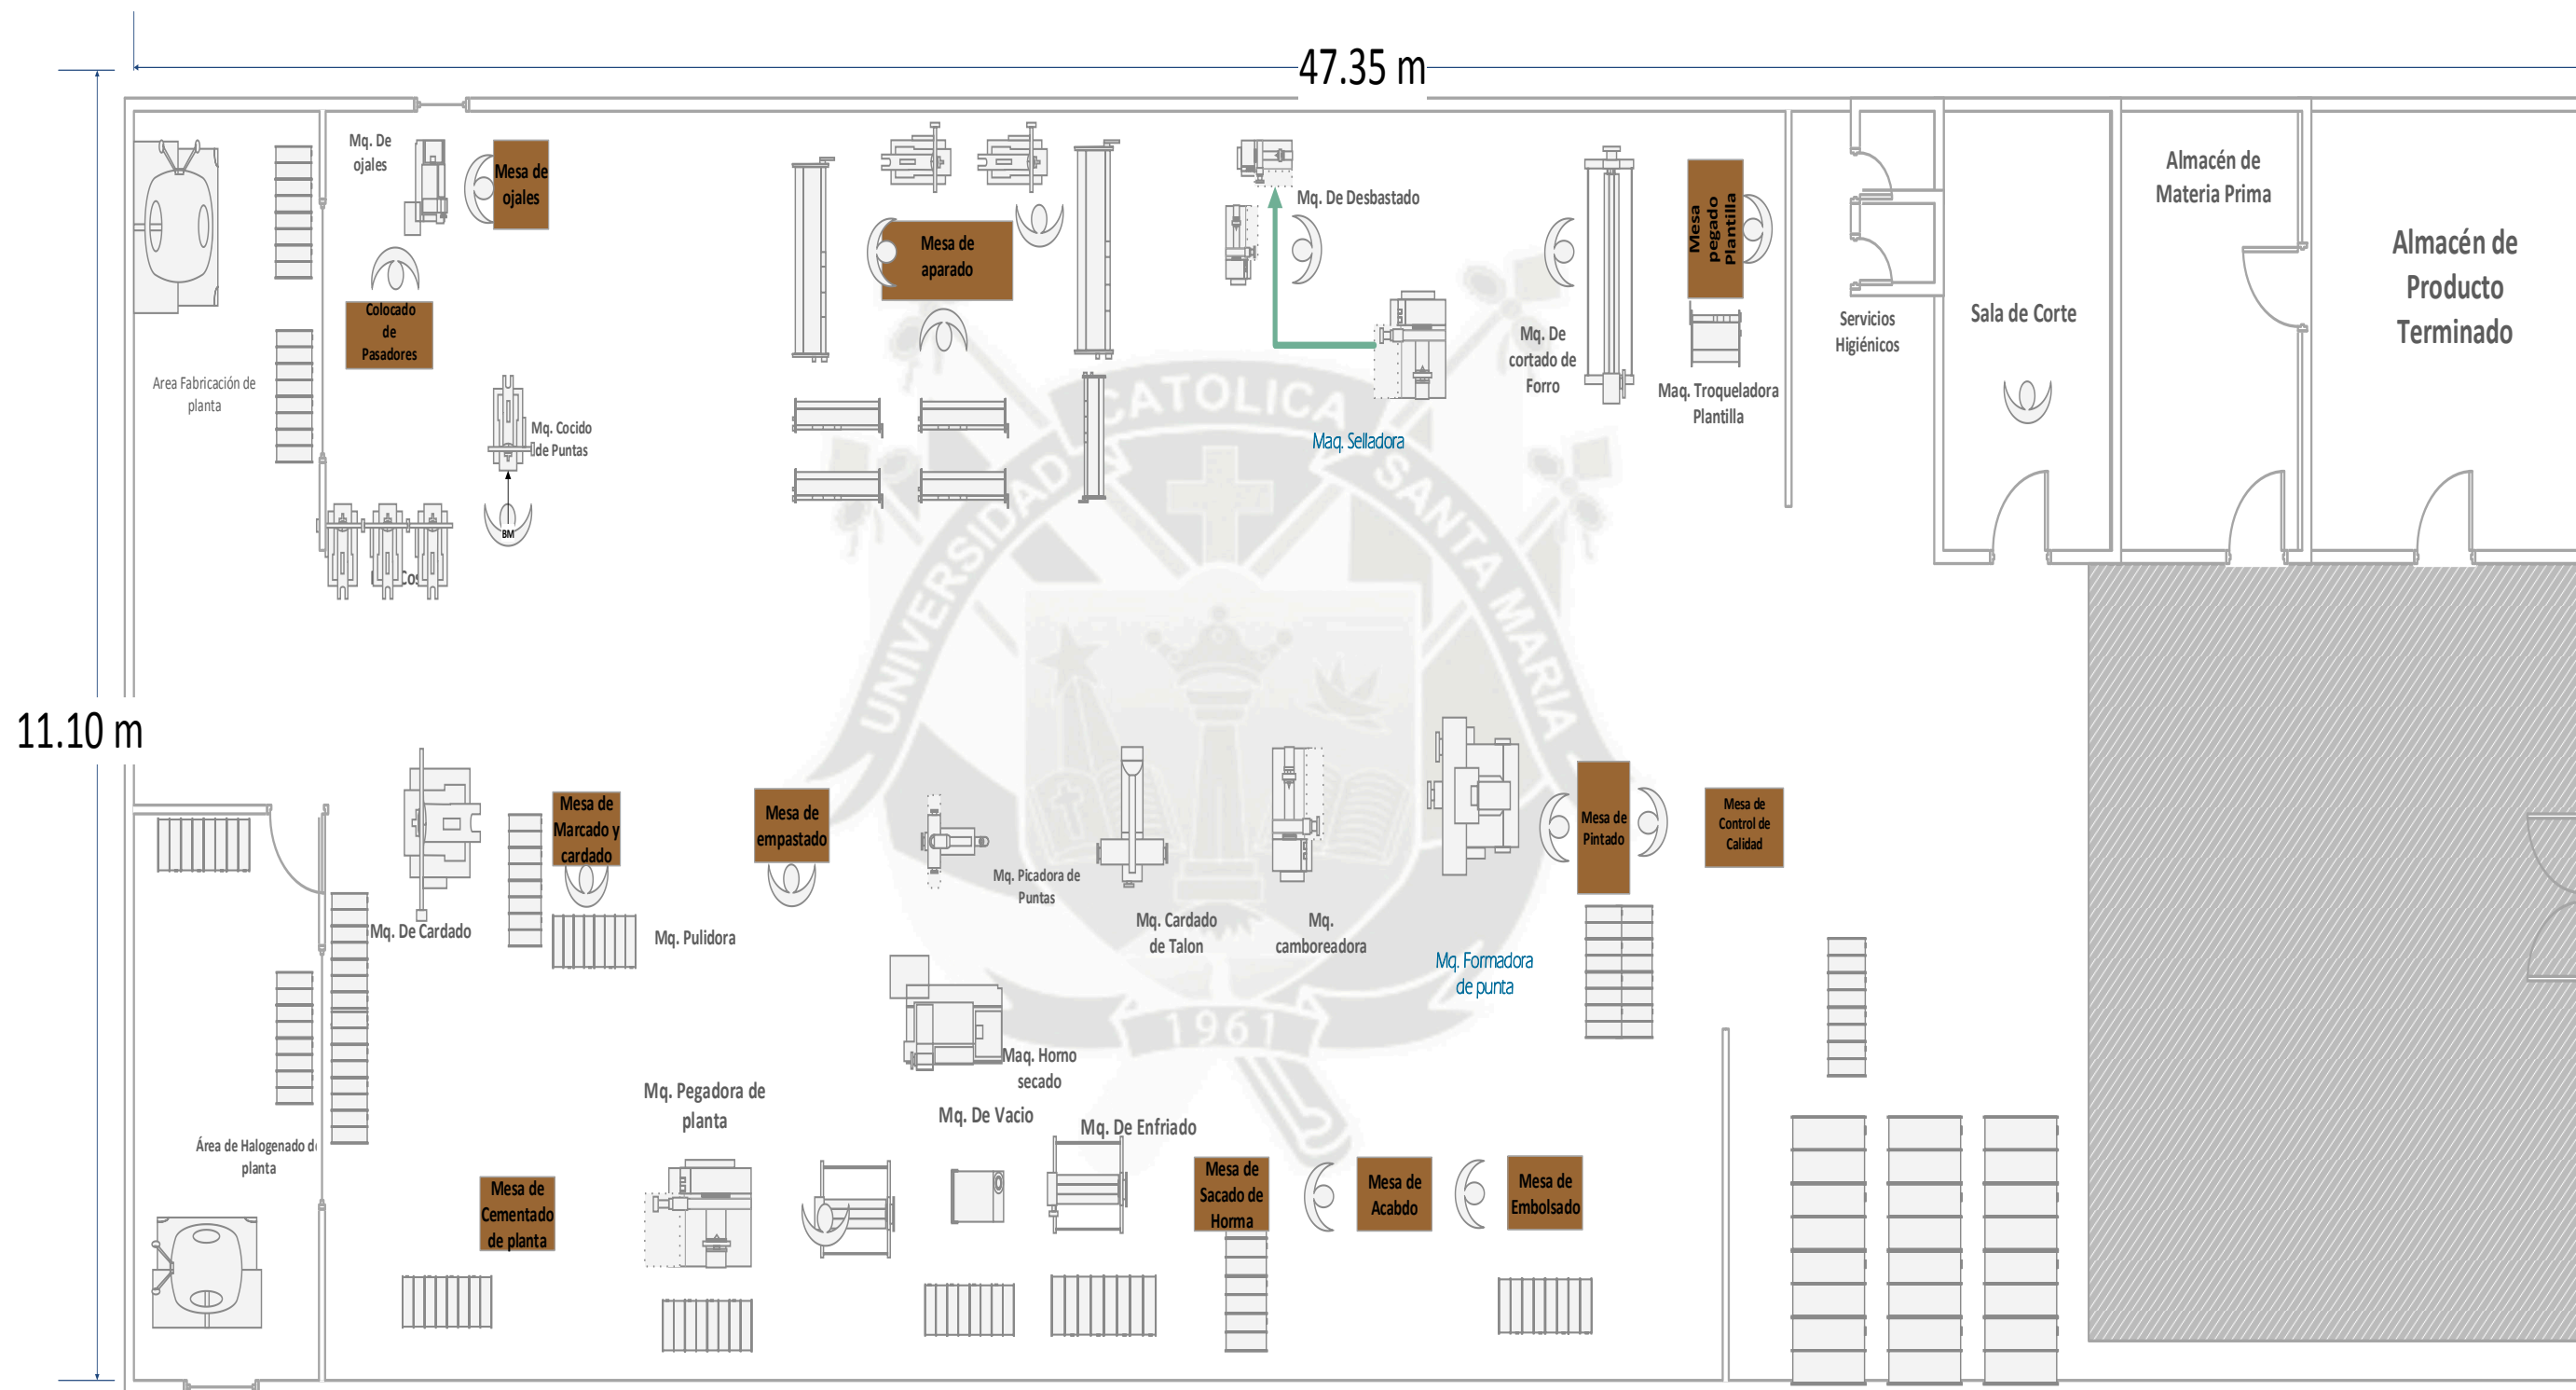 47.35 m
11.10 m
Mq. De
ojales
Mesa de
ojales
Colocado
de
Pasadores
Area Fabricación de
planta
Mq. Cocido
de Puntas
BM
Mesa de
aparado
Mq. De Desbastado
Maq. Selladora
Mq. De
cortado de
Forro
Mesa
pegado
Plantilla
Maq. Troqueladora
Plantilla
Servicios
Higiénicos
Sala de Corte
Almacén de
Materia Prima
Almacén de
Producto
Terminado
UNIVERSIDAD CATOLICA SANTA MARIA
1961
Mq. De Cardado
Mesa de
Marcado y
cardado
Mq. Pulidora
Mesa de
empastado
Mq. Picadora de
Puntas
Mq. Cardado
de Talon
Mq.
camboreadora
Mq. Formadora
de punta
Mesa de
Pintado
Mesa de
Control de
Calidad
Maq. Horno
secado
Mq. Pegadora de
planta
Mq. De Vacio
Mq. De Enfriado
Área de Halogenado de
planta
Mesa de
Cementado
de planta
Mesa de
Sacado de
Horma
Mesa de
Acabdo
Mesa de
Embolsado